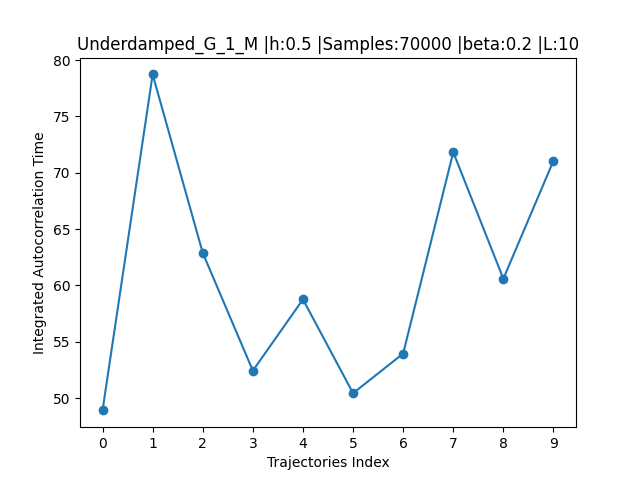 Underdamped_G_1_M |h:0.5 |Samples:70000 |beta:0.2 |L:10
80
75
70
65
60
55
50
Integrated Autocorrelation Time
0 1 2 3 4 5 6 7 8 9
Trajectories Index